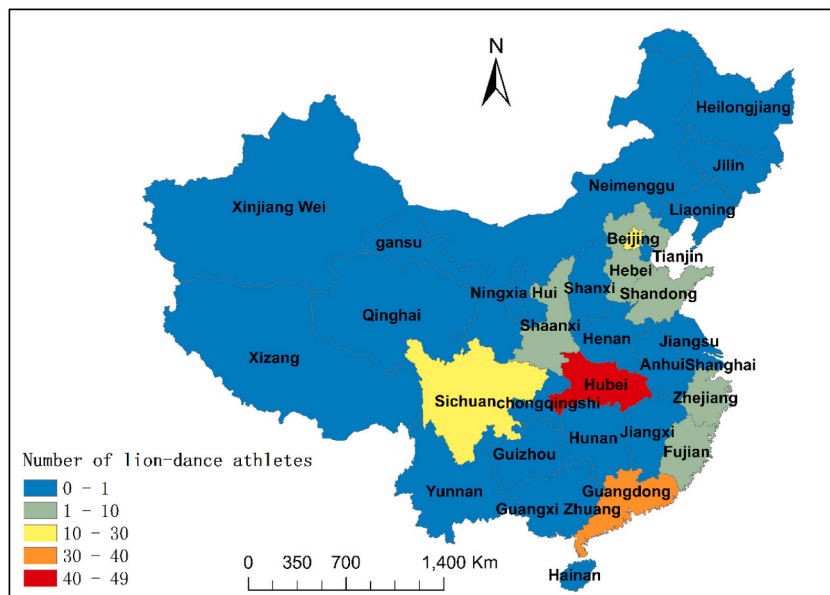 N
Heilongjiang
Jilin
Neimenggu
Liaoning
Xinjiang Wei
Beijing
gansu
Tianjin
Hebei
Ningxia Hui
Shanxi
Shandong
Qinghai
Shaanxi
Henan
Jiangsu
Xizang
Anhui
Shanghai
Hubei
Sichuan
chongqingshi
Zhejiang
Hunan
Jiangxi
Guizhou
Fujian
Yunnan
Guangdong
Guangxi Zhuang
Hainan
Number of lion-dance athletes
0 - 1
1 - 10
10 - 30
30 - 40
40 - 49
0 350 700 1,400 Km